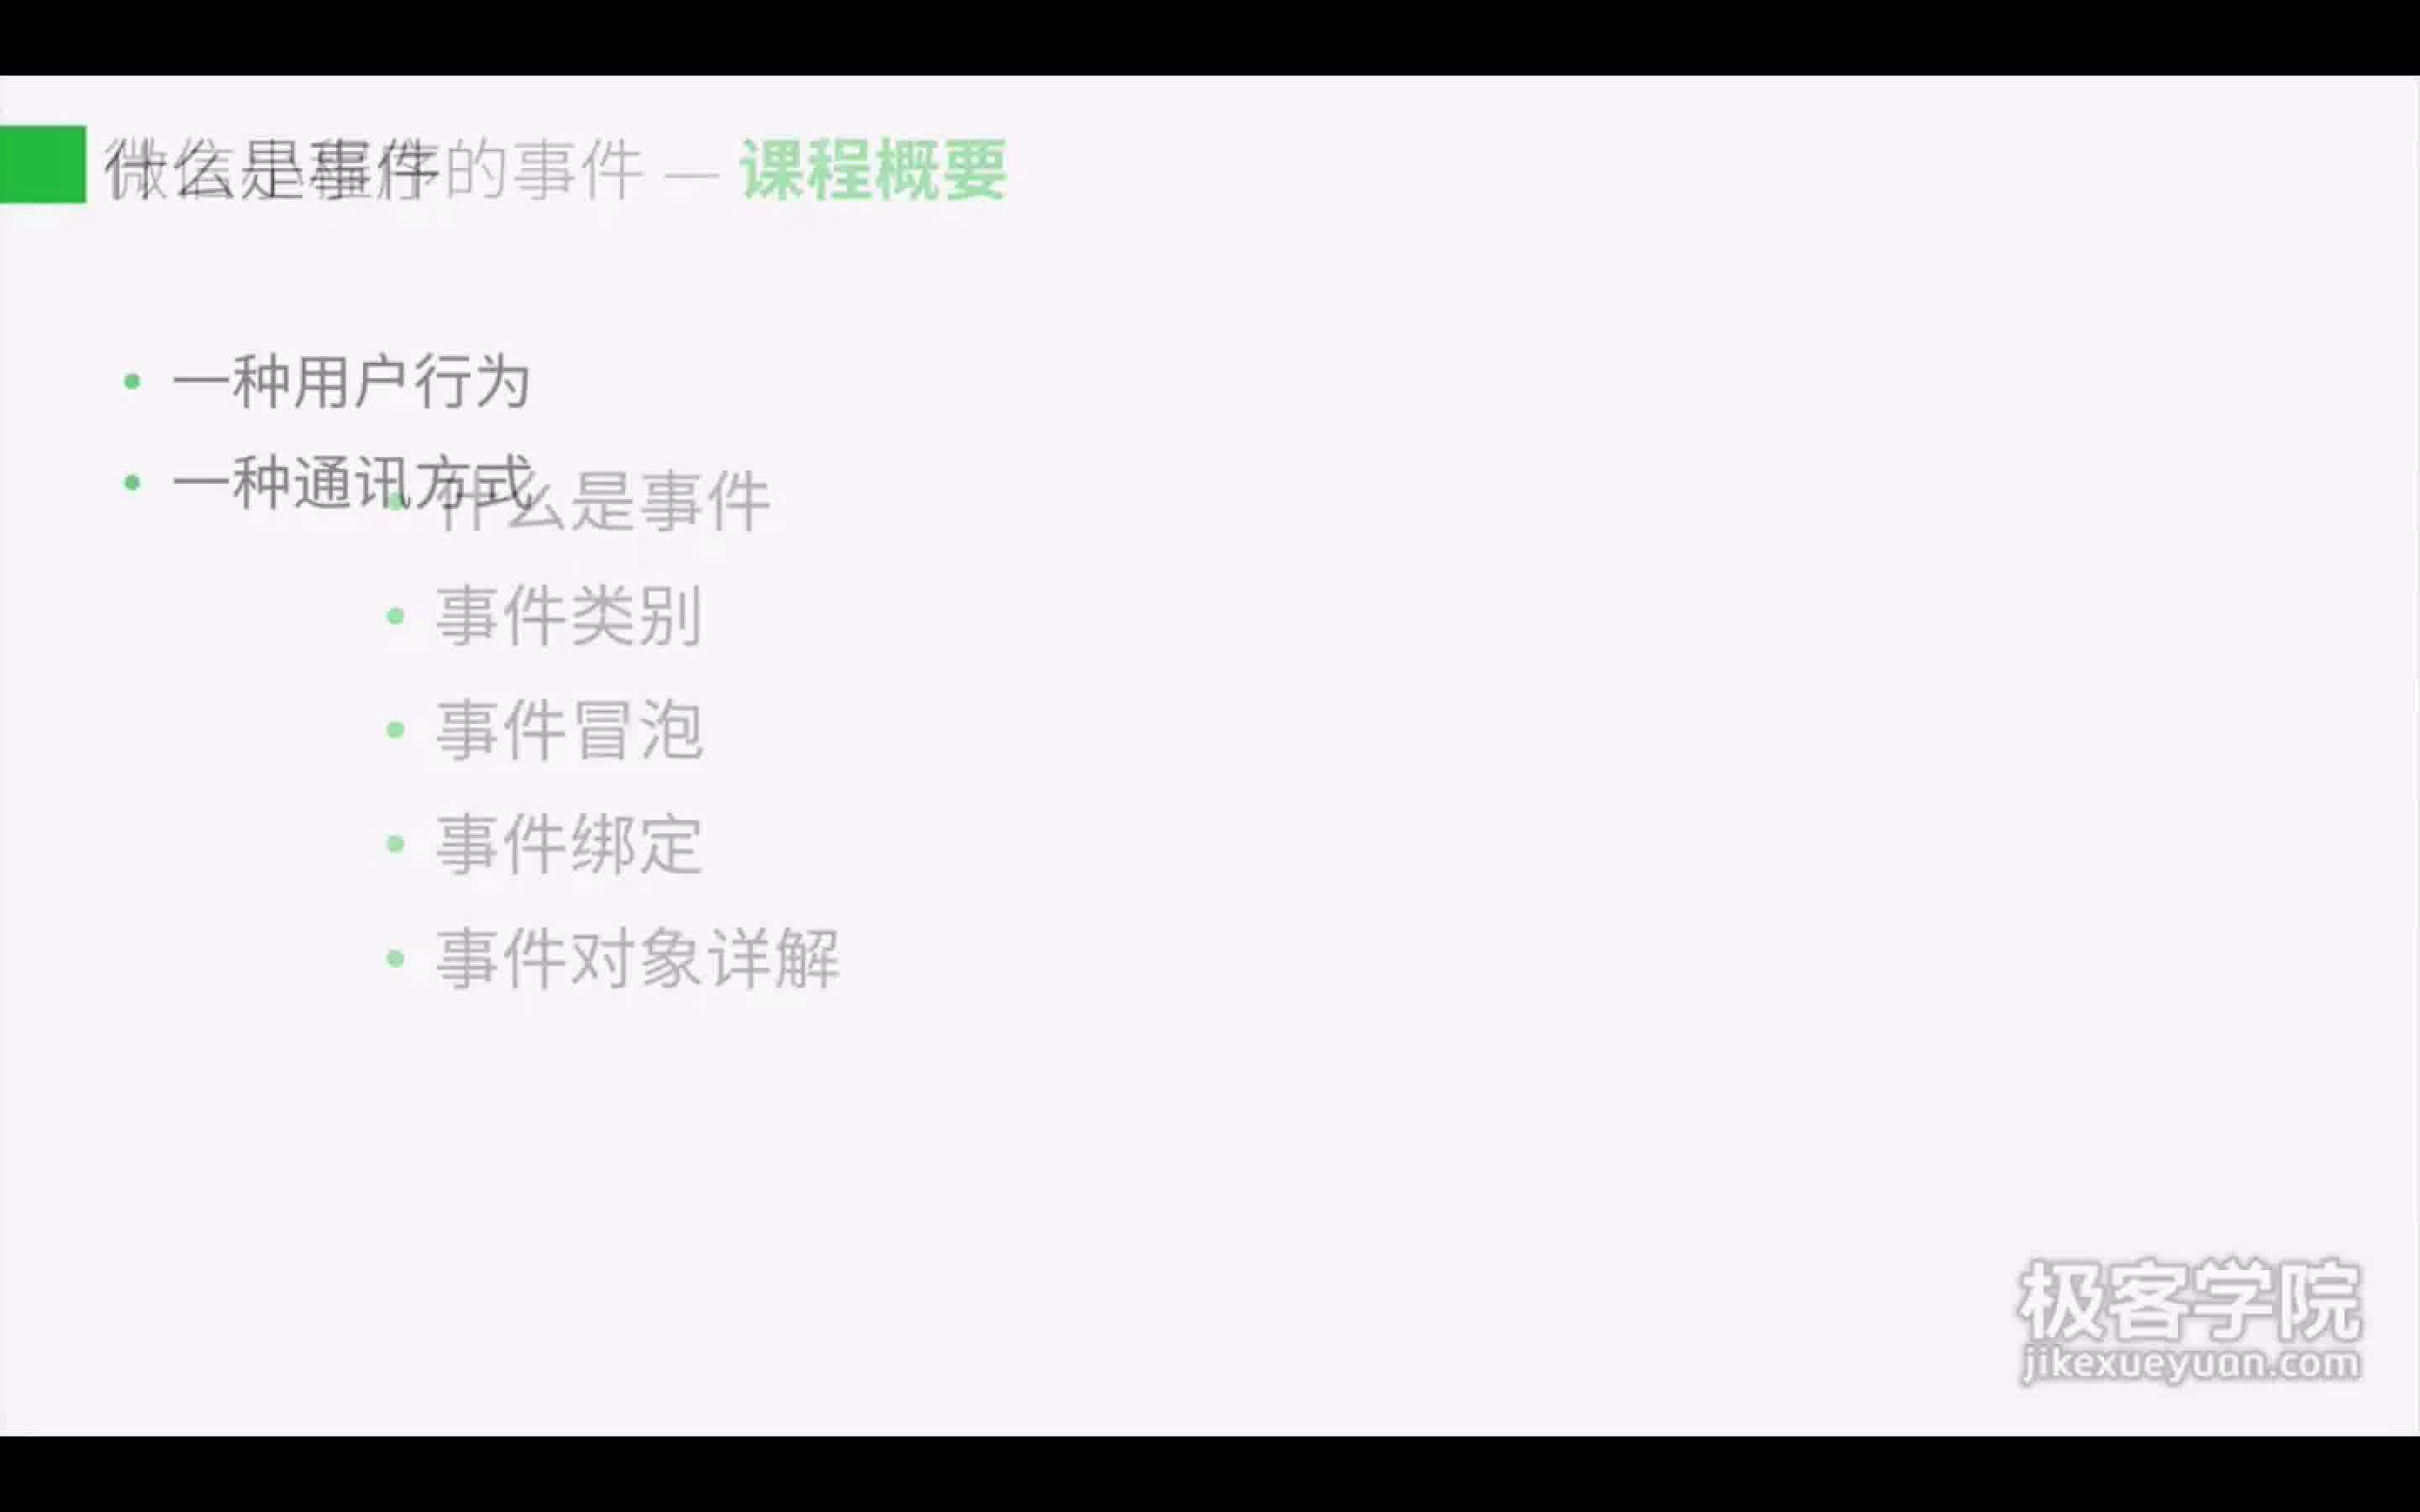 什么是事件
微信小程序的事件 — 课程概要
一种用户行为
一种通讯方式
什么是事件
事件类别
事件冒泡
事件绑定
事件对象详解
极客学院
jikexueyuan.com